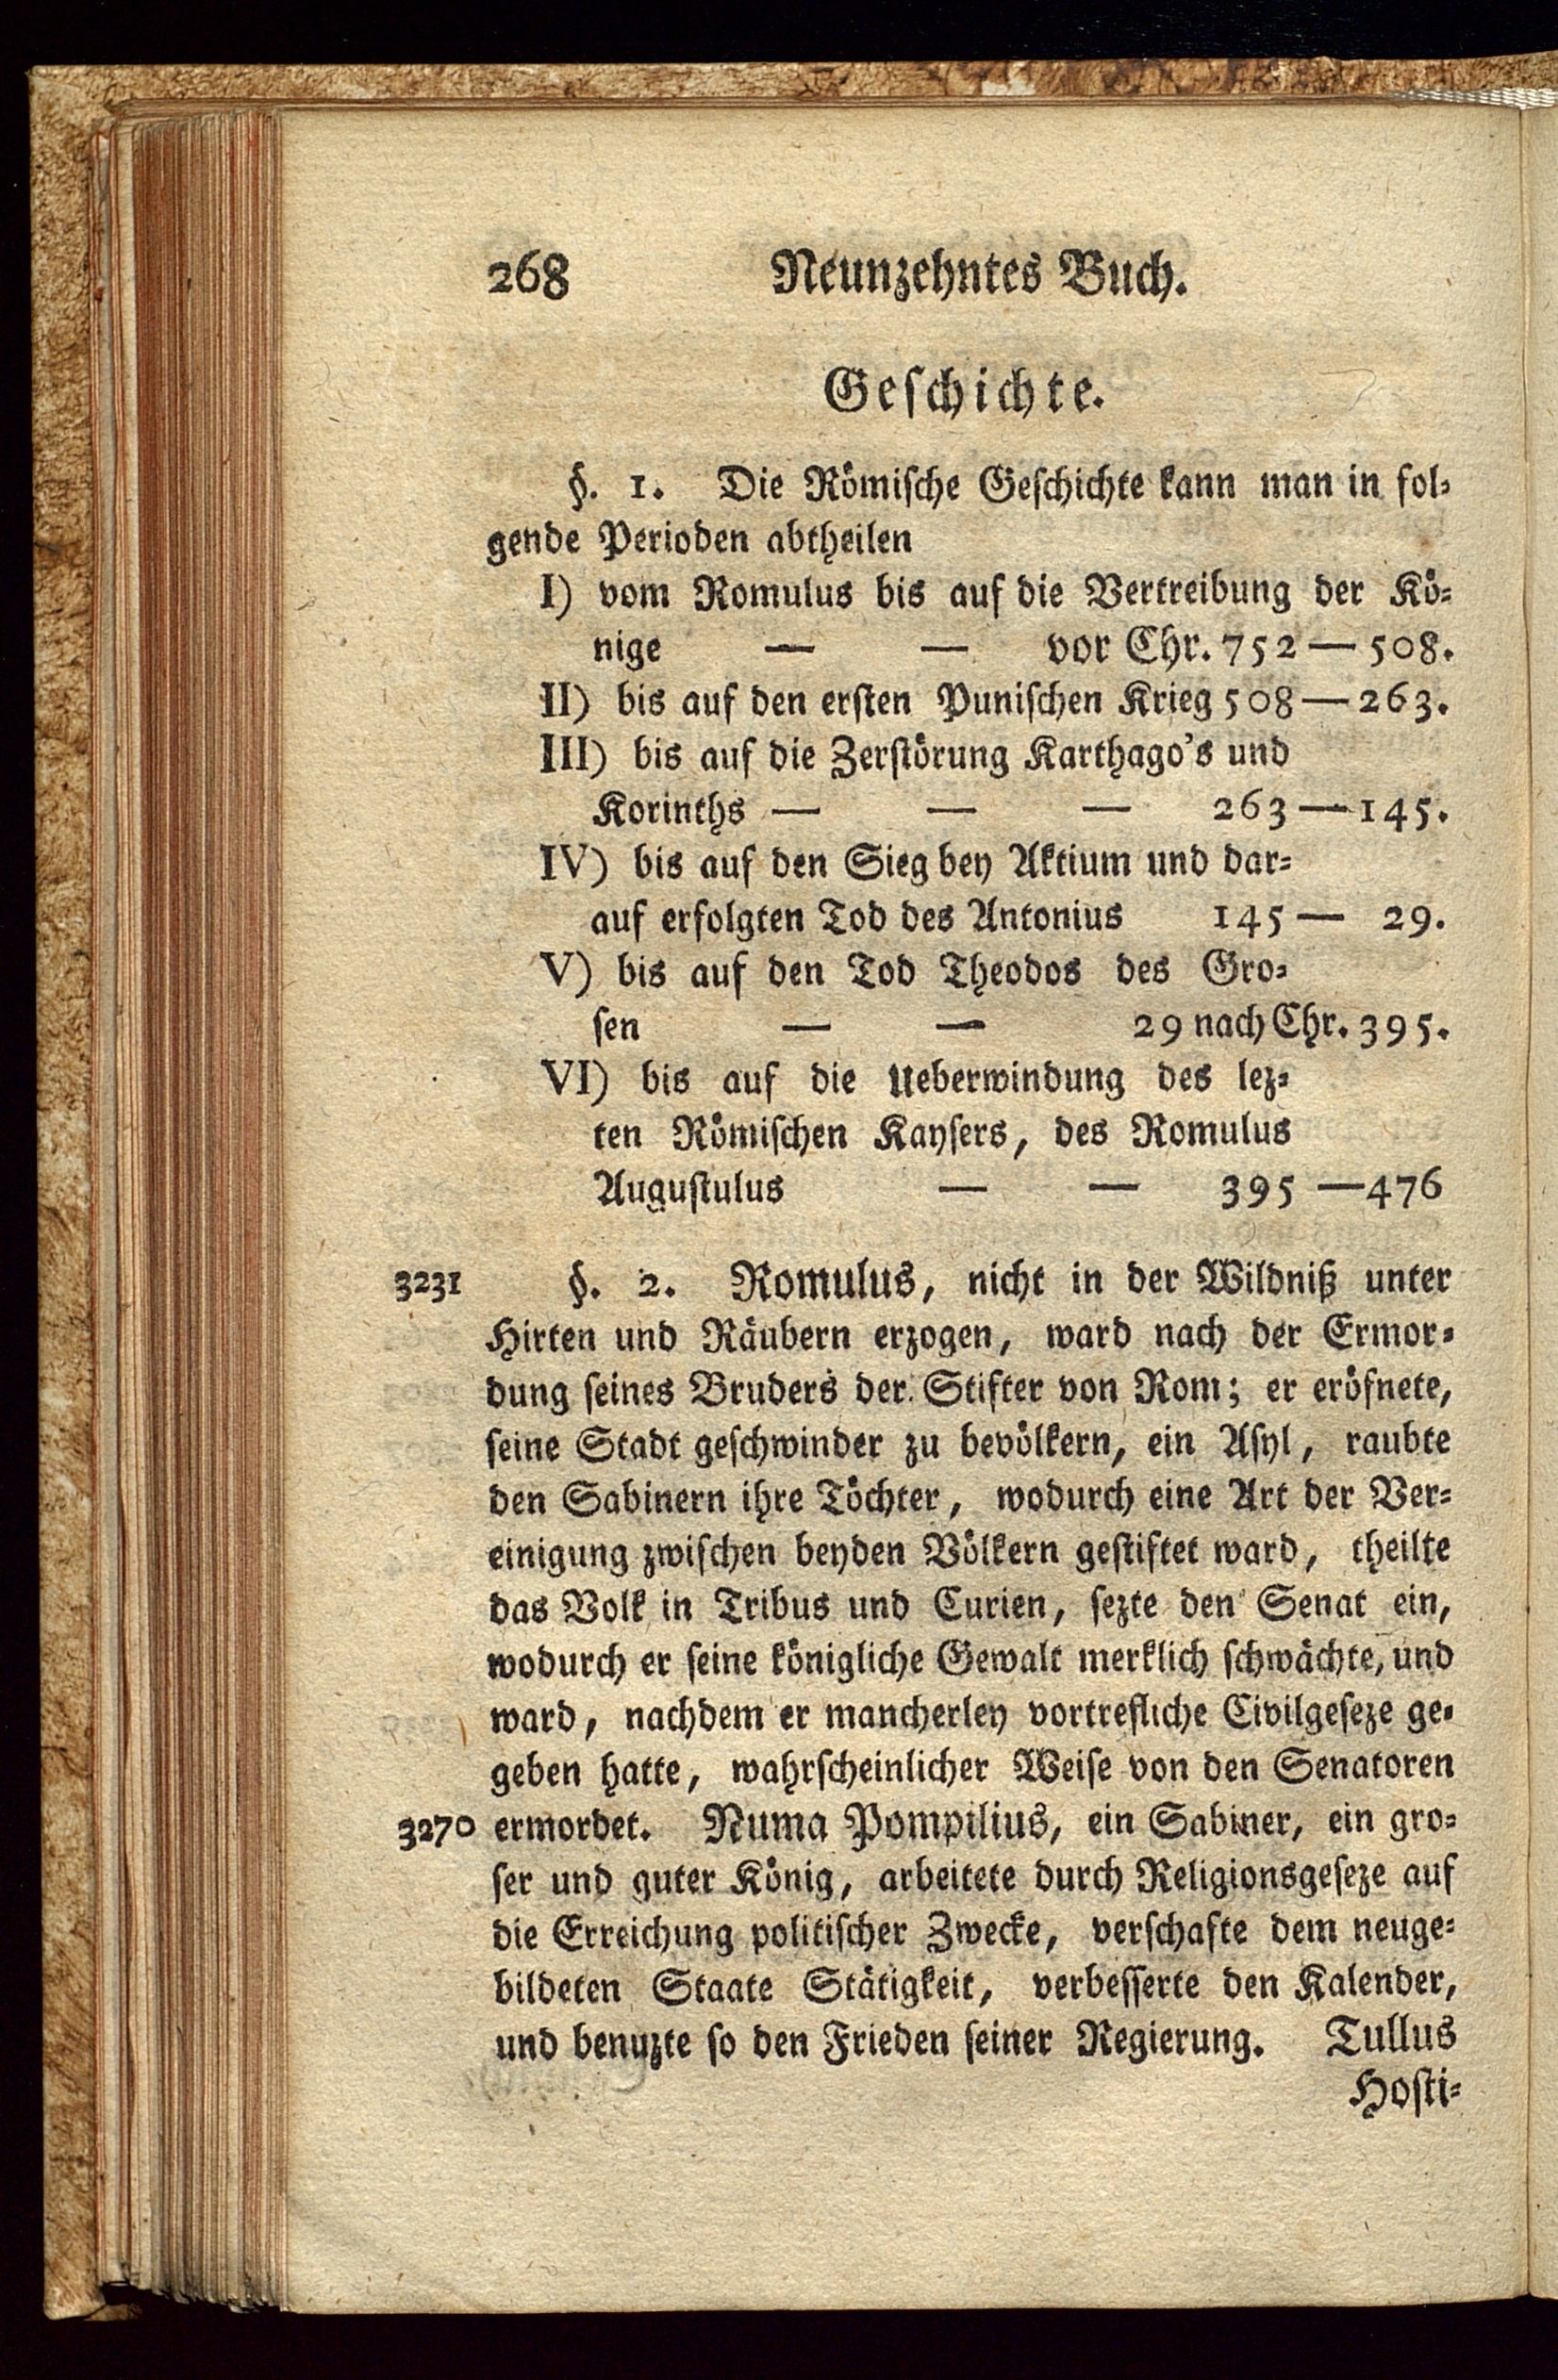 268 Neunzehntes Buch.
Geschichte.
§. 1. Die Römische Geschichte kann man in fol-
gende Perioden abtheilen
I) vom Romulus bis auf die Vertreibung der Kö-
nige — — vor Chr. 752 — 508.
II) bis auf den ersten Punischen Krieg 508 — 263.
III) bis auf die Zerstörung Karthago's und
Korinths — — — 263 — 145.
IV) bis auf den Sieg bey Aktium und dar-
auf erfolgten Tod des Antonius 145 — 29.
V) bis auf den Tod Theodos des Gro-
sen — — 29 nach Chr. 395.
VI) bis auf die Ueberwindung des lez-
ten Römischen Kaysers, des Romulus
Augustulus — — 395 — 476
3231 §. 2. Romulus, nicht in der Wildniß unter
Hirten und Räubern erzogen, ward nach der Ermor-
dung seines Bruders der Stifter von Rom; er eröfnete,
seine Stadt geschwinder zu bevölkern, ein Asyl, raubte
den Sabinern ihre Töchter, wodurch eine Art der Ver-
einigung zwischen beyden Völkern gestiftet ward, theilte
das Volk in Tribus und Curien, sezte den Senat ein,
wodurch er seine königliche Gewalt merklich schwächte, und
ward, nachdem er mancherley vortrefliche Civilgeseze ge-
geben hatte, wahrscheinlicher Weise von den Senatoren
3270 ermordet. Numa Pompilius, ein Sabiner, ein gro-
ser und guter König, arbeitete durch Religionsgeseze auf
die Erreichung politischer Zwecke, verschafte dem neuge-
bildeten Staate Stätigkeit, verbesserte den Kalender,
und benuzte so den Frieden seiner Regierung. Tullus
Hosti-